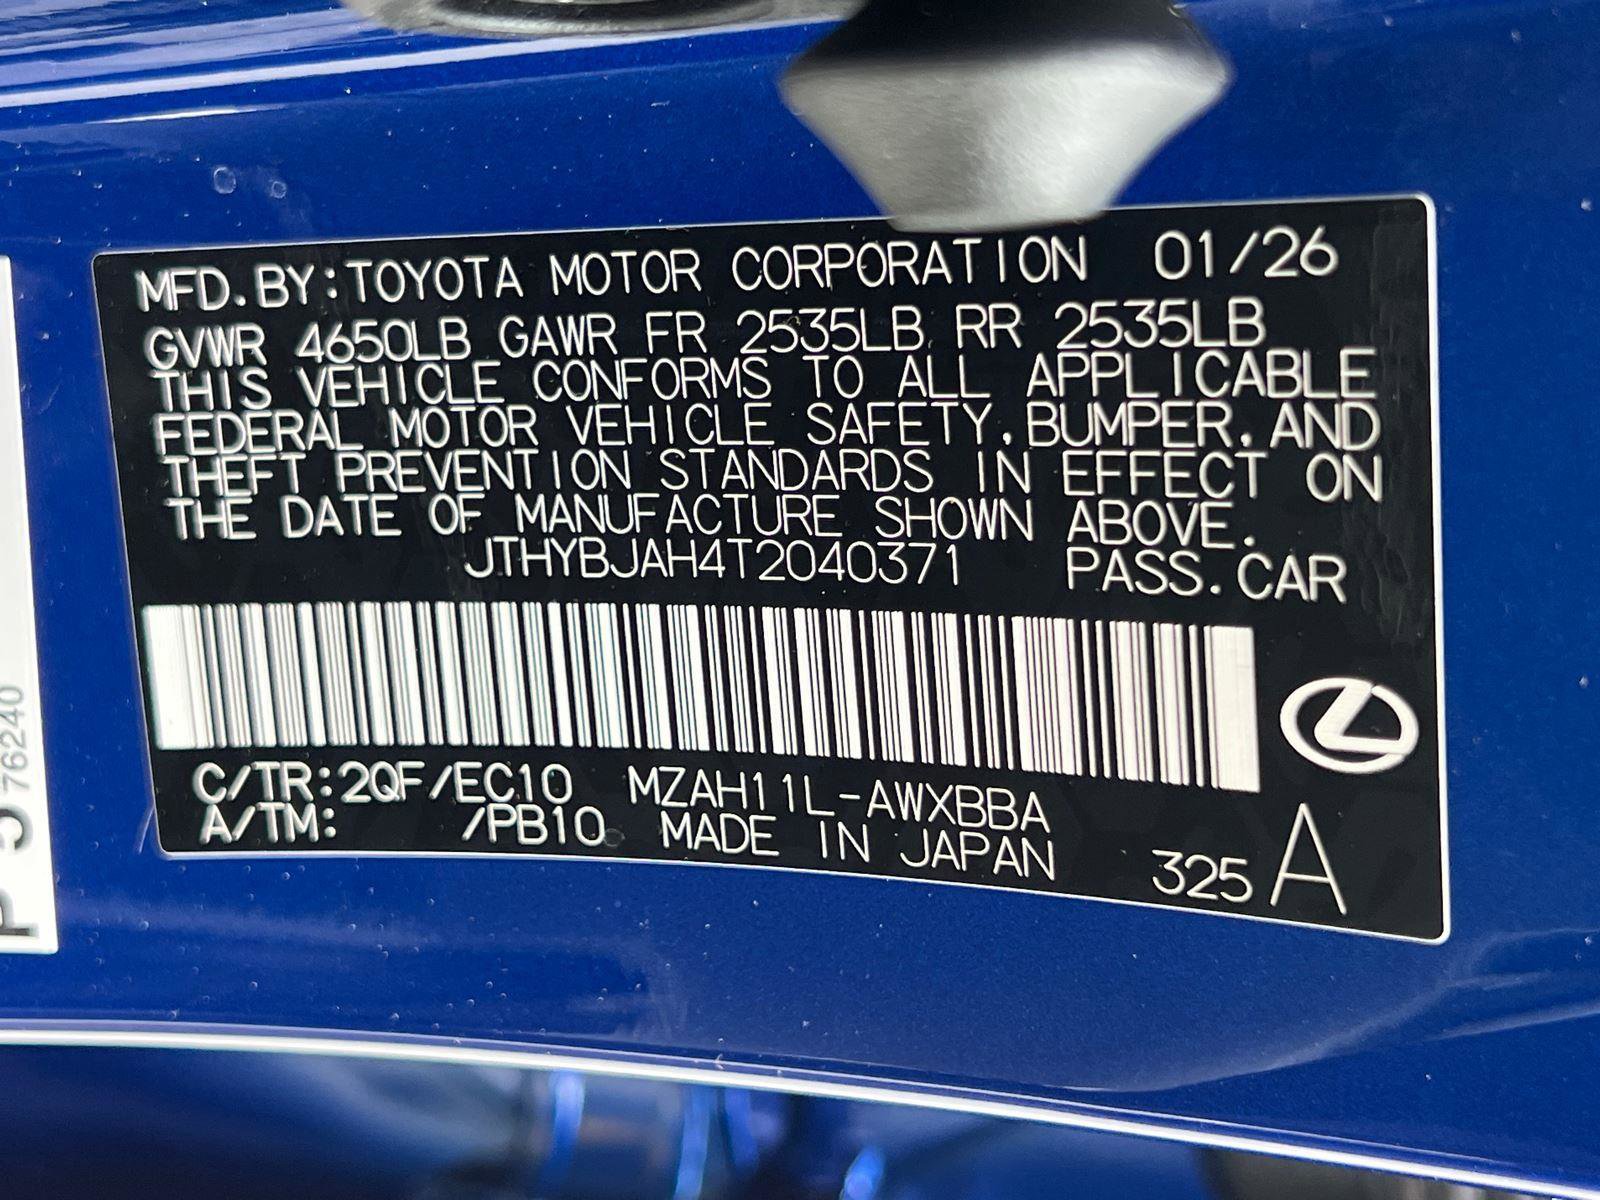 MFD.BY:TOYOTA MOTOR CORPORATION 01/26
GVWR 4650LB GAWR FR 2535LB RR 2535LB
THIS VEHICLE CONFORMS TO ALL APPLICABLE
FEDERAL MOTOR VEHICLE SAFETY, BUMPER, AND
THEFT PREVENTION STANDARDS IN EFFECT ON
THE DATE OF MANUFACTURE SHOWN ABOVE.
JTHYBJAH4T2040371 PASS.CAR
C/TR:2QF/EC10 MZAH11L-AWXBBA
A/TM: /PB10 MADE IN JAPAN
325 A
76240